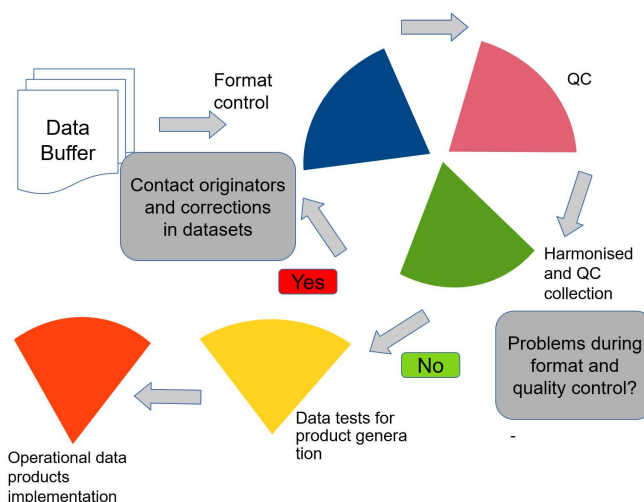 Data
Buffer
Format
control
QC
Contact originators
and corrections
in datasets
Yes
Harmonised
and QC
collection
Problems during
format and
quality control?
No
Data tests for
product genera
tion
-
Operational data
products
implementation